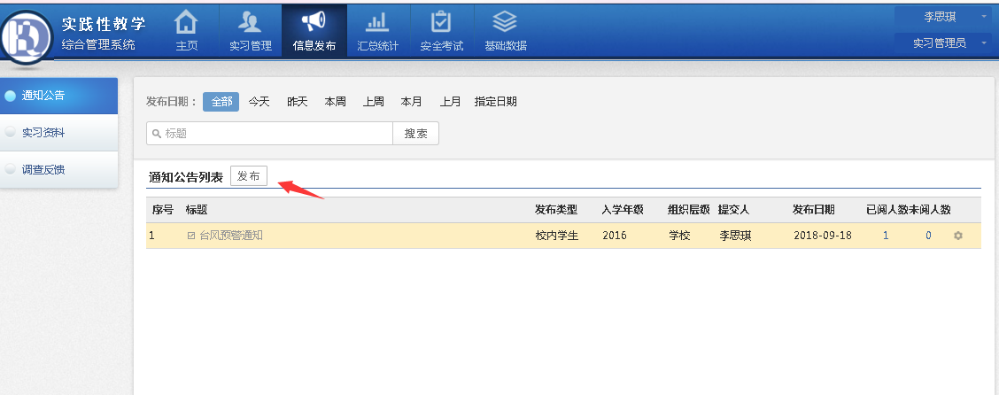 实践性教学
综合管理系统
主页 实习管理 信息发布 汇总统计 安全考试 基础数据
李思琪
实习管理员
通知公告
实习资料
调查反馈
发布日期： 全部 今天 昨天 本周 上周 本月 上月 指定日期
标题 搜索
通知公告列表 发布
序号 标题 发布类型 入学年级 组织层级 提交人 发布日期 已阅人数 未阅人数
1 台风预警通知 校内学生 2016 学校 李思琪 2018-09-18 1 0